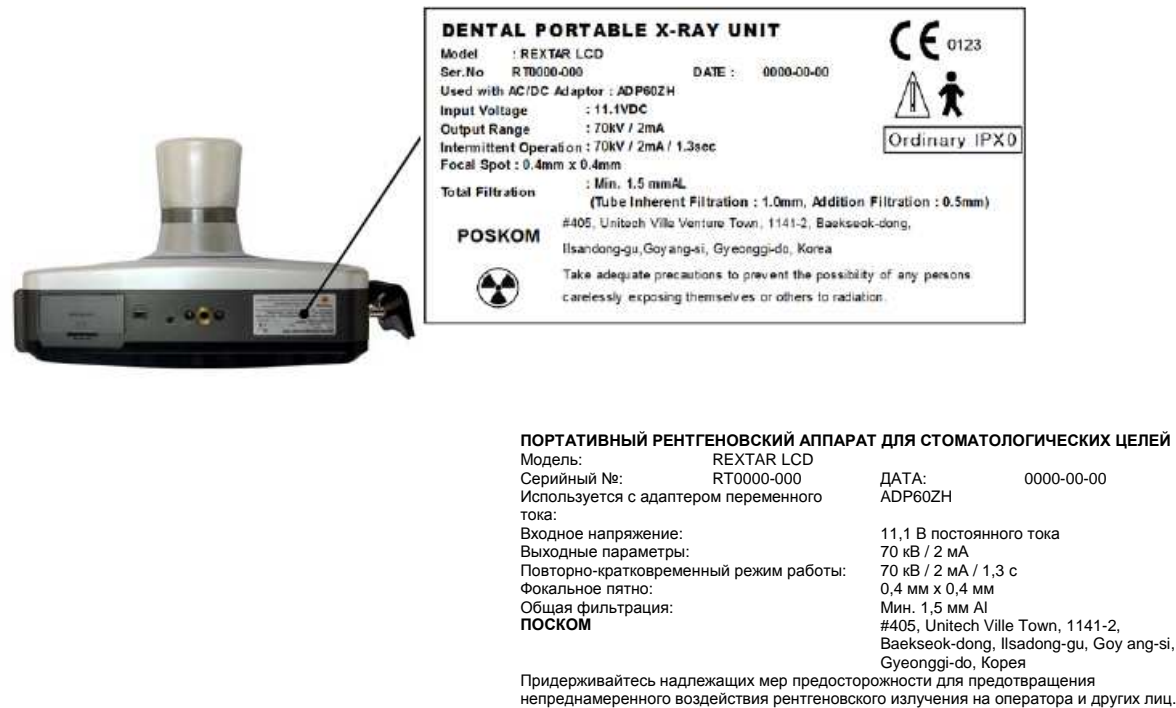 DENTAL PORTABLE X-RAY UNIT
Model : REXTAR LCD
Ser.No RT0000-000 DATE : 0000-00-00
Used with AC/DC Adaptor : ADP60ZH
Input Voltage : 11.1VDC
Output Range : 70kV / 2mA
Intermittent Operation : 70kV / 2mA / 1.3sec
Focal Spot : 0.4mm x 0.4mm
Total Filtration : Min. 1.5 mmAL
(Tube Inherent Filtration : 1.0mm, Addition Filtration : 0.5mm)
CE 0123
Ordinary IPX0
POSKOM
#405, Unitech Ville Venture Town, 1141-2, Baekseok-dong,
Ilsandong-gu,Goyang-si, Gyeonggi-do, Korea
Take adequate precautions to prevent the possibility of any persons
carelessly exposing themselves or others to radiation.
ПОРТАТИВНЫЙ РЕНТГЕНОВСКИЙ АППАРАТ ДЛЯ СТОМАТОЛОГИЧЕСКИХ ЦЕЛЕЙ
Модель: REXTAR LCD
Серийный №: RT0000-000 ДАТА: 0000-00-00
Используется с адаптером переменного ADP60ZH
тока:
Входное напряжение: 11,1 В постоянного тока
Выходные параметры: 70 кВ / 2 мА
Повторно-кратковременный режим работы: 70 кВ / 2 мА / 1,3 с
Фокальное пятно: 0,4 мм x 0,4 мм
Общая фильтрация: Мин. 1,5 мм Al
ПОСКОМ #405, Unitech Ville Town, 1141-2,
Baekseok-dong, Ilsadong-gu, Goy ang-si,
Gyeonggi-do, Корея
Придерживайтесь надлежащих мер предосторожности для предотвращения
непреднамеренного воздействия рентгеновского излучения на оператора и других лиц.